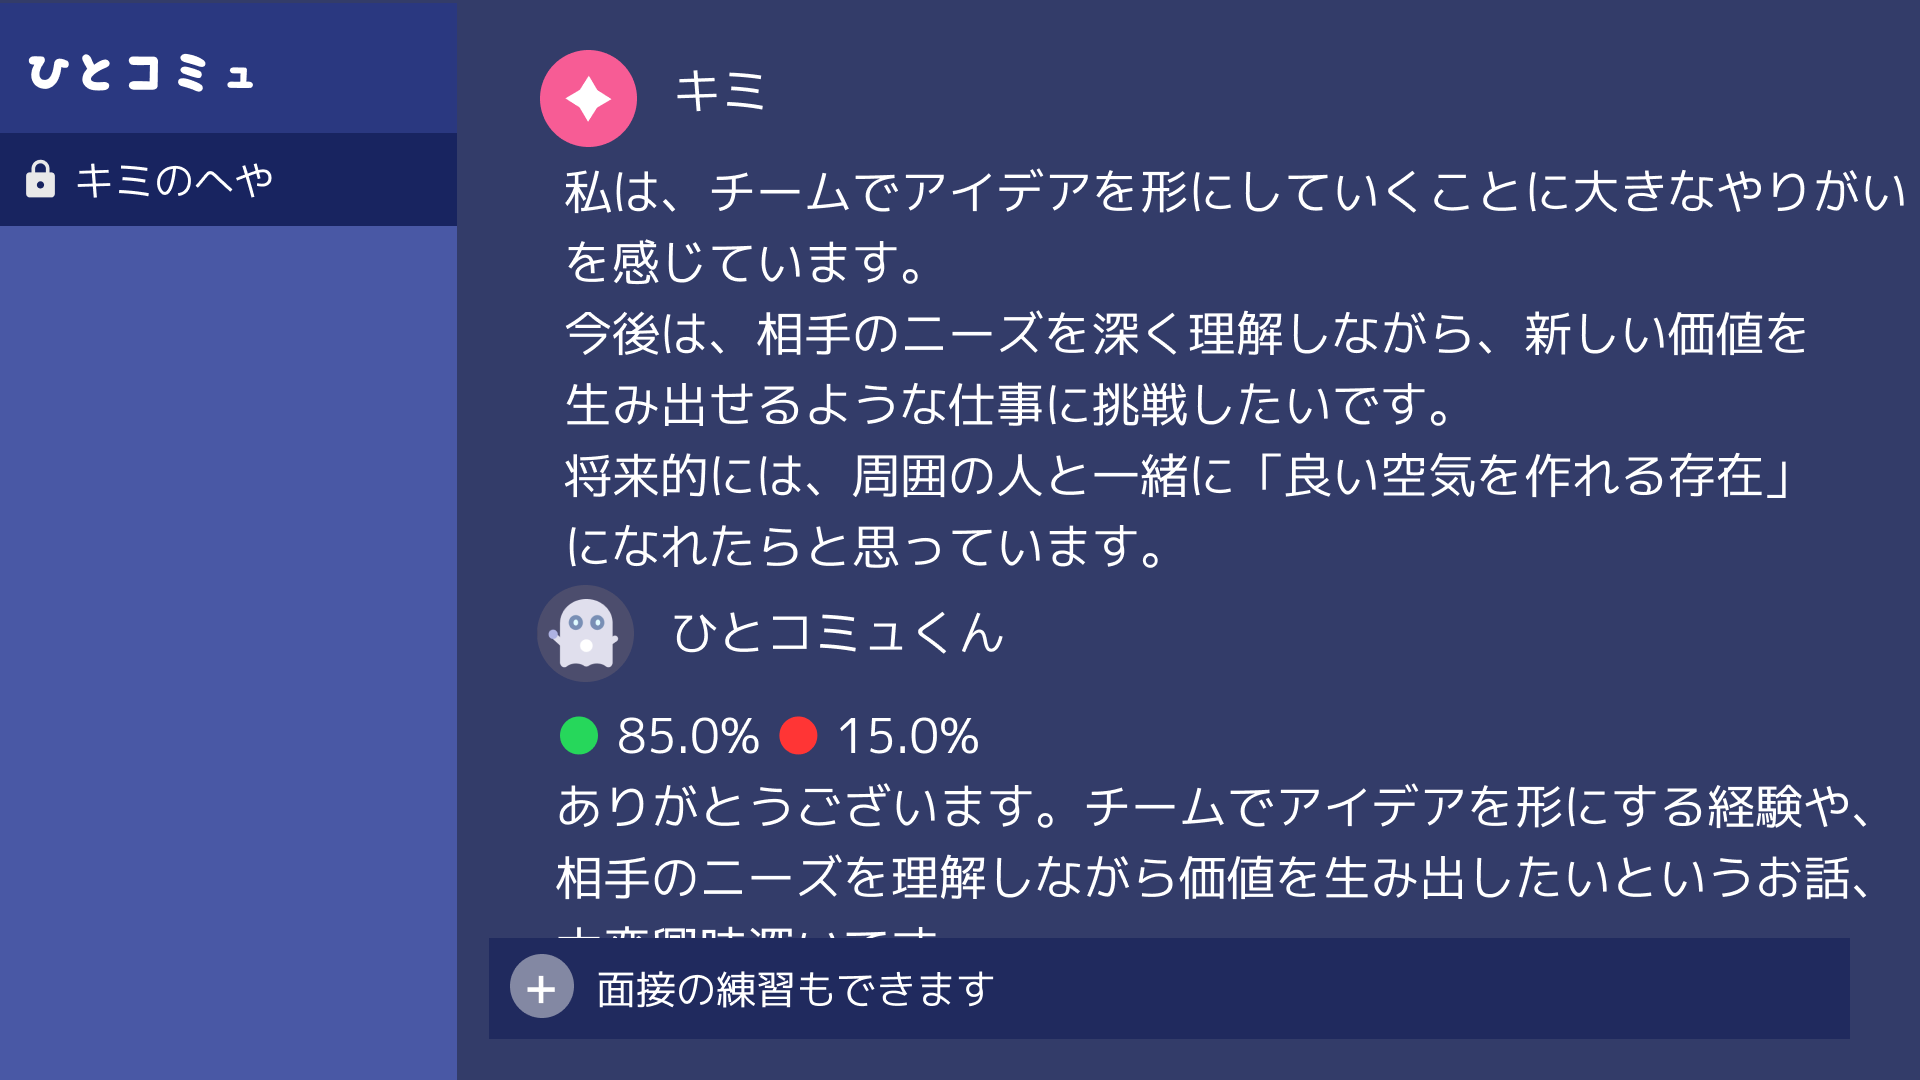 ひとコミュ
キミのへや
キミ
私は、チームでアイデアを形にしていくことに大きなやりがい
を感じています。
今後は、相手のニーズを深く理解しながら、新しい価値を
生み出せるような仕事に挑戦したいです。
将来的には、周囲の人と一緒に「良い空気を作れる存在」
になれたらと思っています。
ひとコミュくん
85.0% 15.0%
ありがとうございます。チームでアイデアを形にする経験や、
相手のニーズを理解しながら価値を生み出したいというお話、
面接の練習もできます